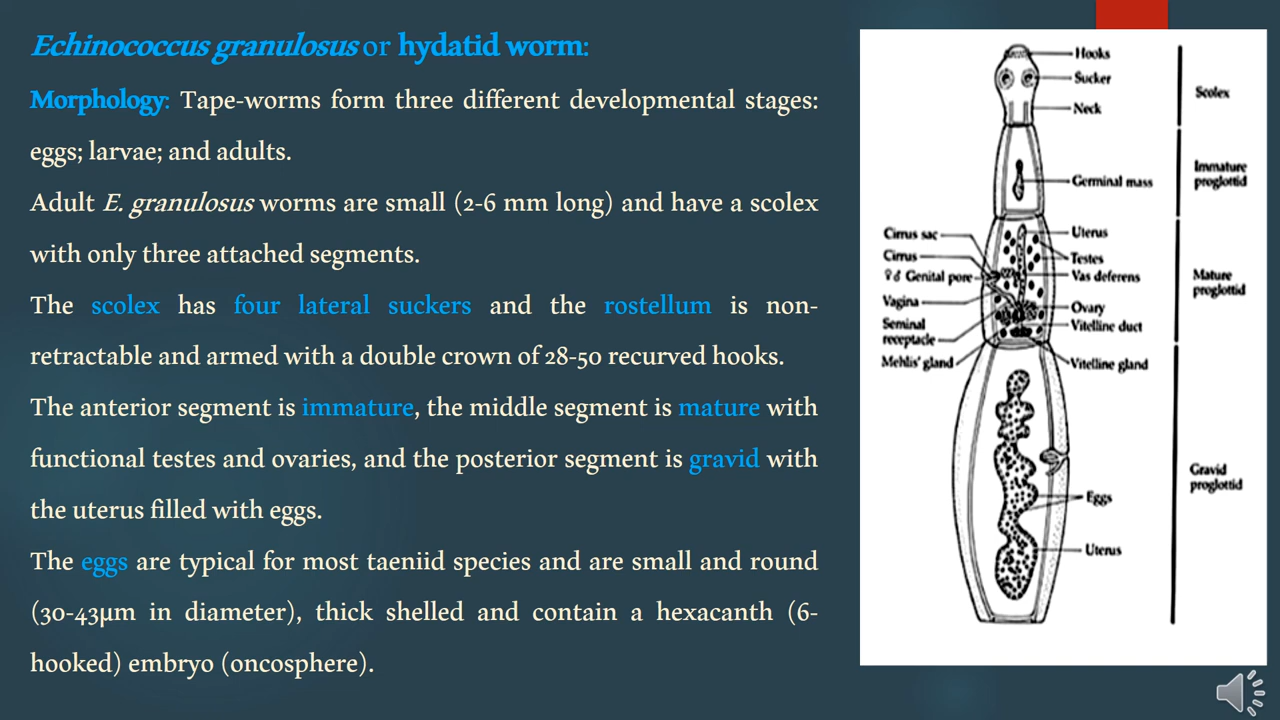 Echinococcus granulosus or hydatid worm:
Morphology: Tape-worms form three different developmental stages:
eggs; larvae; and adults.
Adult E. granulosus worms are small (2-6 mm long) and have a scolex
with only three attached segments.
The scolex has four lateral suckers and the rostellum is non-
retractable and armed with a double crown of 28-50 recurved hooks.
The anterior segment is immature, the middle segment is mature with
functional testes and ovaries, and the posterior segment is gravid with
the uterus filled with eggs.
The eggs are typical for most taeniid species and are small and round
(30-43µm in diameter), thick shelled and contain a hexacanth (6-
hooked) embryo (oncosphere).
Hooks
Sucker
Neck
Scolex
Germinal mass
Immature
proglottid
Cirrus sac
Cirrus
♀♂ Genital pore
Vagina
Seminal
receptacle
Mehlis' gland
Uterus
Testes
Vas deferens
Ovary
Vitelline duct
Vitelline gland
Mature
proglottid
Eggs
Uterus
Gravid
proglottid